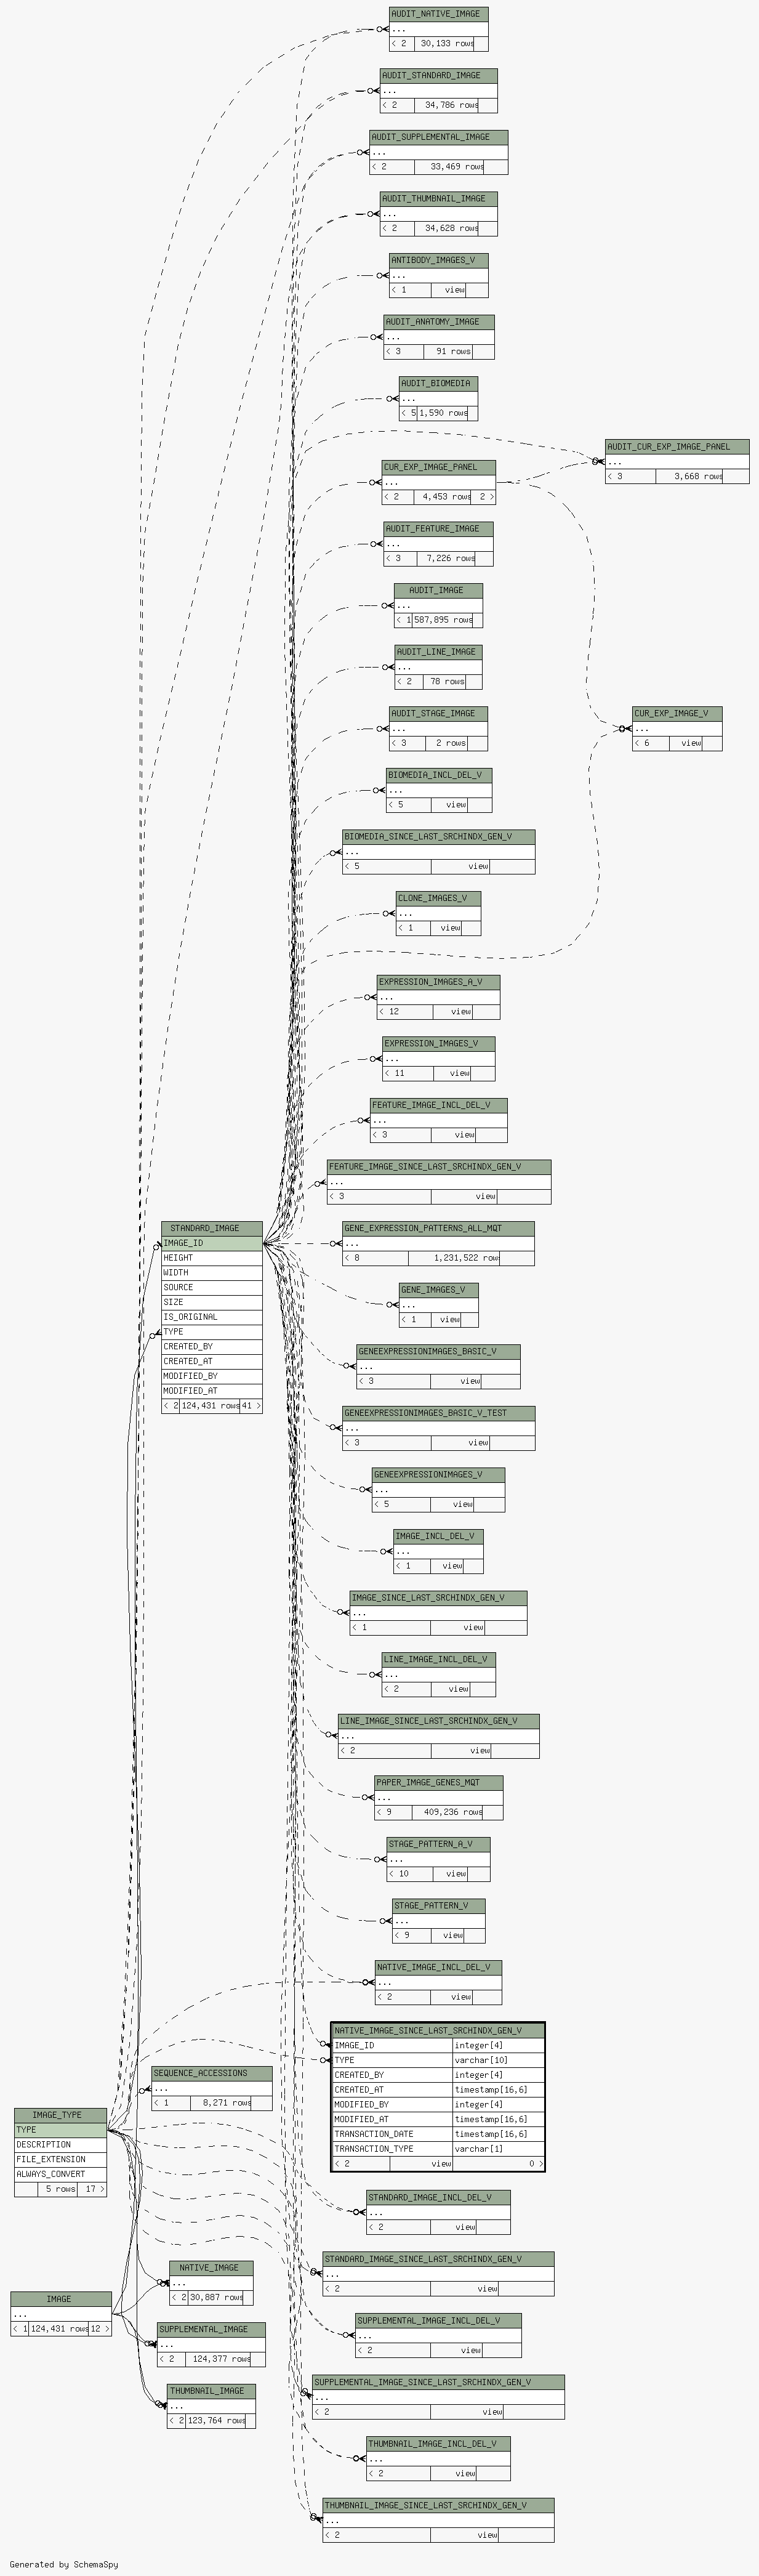 AUDIT_NATIVE_IMAGE
...
< 2 30,133 rows
AUDIT_STANDARD_IMAGE
...
< 2 34,786 rows
AUDIT_SUPPLEMENTAL_IMAGE
...
< 2 33,469 rows
AUDIT_THUMBNAIL_IMAGE
...
< 2 34,628 rows
ANTIBODY_IMAGES_V
...
< 1 view
AUDIT_ANATOMY_IMAGE
...
< 3 91 rows
AUDIT_BIOMEDIA
...
< 5 1,590 rows
AUDIT_CUR_EXP_IMAGE_PANEL
...
< 3 3,668 rows
CUR_EXP_IMAGE_PANEL
...
< 2 4,453 rows 2 >
AUDIT_FEATURE_IMAGE
...
< 3 7,226 rows
AUDIT_IMAGE
...
< 1 587,895 rows
AUDIT_LINE_IMAGE
...
< 2 78 rows
AUDIT_STAGE_IMAGE
...
< 3 2 rows
CUR_EXP_IMAGE_V
...
< 6 view
BIOMEDIA_INCL_DEL_V
...
< 5 view
BIOMEDIA_SINCE_LAST_SRCHINDX_GEN_V
...
< 5 view
CLONE_IMAGES_V
...
< 1 view
EXPRESSION_IMAGES_A_V
...
< 12 view
EXPRESSION_IMAGES_V
...
< 11 view
FEATURE_IMAGE_INCL_DEL_V
...
< 3 view
FEATURE_IMAGE_SINCE_LAST_SRCHINDX_GEN_V
...
< 3 view
STANDARD_IMAGE
IMAGE_ID
HEIGHT
WIDTH
SOURCE
SIZE
IS_ORIGINAL
TYPE
CREATED_BY
CREATED_AT
MODIFIED_BY
MODIFIED_AT
< 2 124,431 rows 41 >
GENE_EXPRESSION_PATTERNS_ALL_MQT
...
< 8 1,231,522 row
GENE_IMAGES_V
...
< 1 view
GENEEXPRESSIONIMAGES_BASIC_V
...
< 3 view
GENEEXPRESSIONIMAGES_BASIC_V_TEST
...
< 3 view
GENEEXPRESSIONIMAGES_V
...
< 5 view
IMAGE_INCL_DEL_V
...
< 1 view
IMAGE_SINCE_LAST_SRCHINDX_GEN_V
...
< 1 view
LINE_IMAGE_INCL_DEL_V
...
< 2 view
LINE_IMAGE_SINCE_LAST_SRCHINDX_GEN_V
...
< 2 view
PAPER_IMAGE_GENES_MQT
...
< 9 409,236 rows
STAGE_PATTERN_A_V
...
< 10 view
STAGE_PATTERN_V
...
< 9 view
NATIVE_IMAGE_INCL_DEL_V
...
< 2 view
NATIVE_IMAGE_SINCE_LAST_SRCHINDX_GEN_V
IMAGE_ID integer[4]
TYPE varchar[10]
CREATED_BY integer[4]
CREATED_AT timestamp[16,6]
MODIFIED_BY integer[4]
MODIFIED_AT timestamp[16,6]
TRANSACTION_DATE timestamp[16,6]
TRANSACTION_TYPE varchar[1]
< 2 view 0 >
SEQUENCE_ACCESSIONS
...
< 1 8,271 rows
IMAGE_TYPE
TYPE
DESCRIPTION
FILE_EXTENSION
ALWAYS_CONVERT
5 rows 17 >
STANDARD_IMAGE_INCL_DEL_V
...
< 2 view
STANDARD_IMAGE_SINCE_LAST_SRCHINDX_GEN_V
...
< 2 view
NATIVE_IMAGE
...
< 2 30,887 rows
IMAGE
...
< 1 124,431 rows 12 >
SUPPLEMENTAL_IMAGE_INCL_DEL_V
...
< 2 view
SUPPLEMENTAL_IMAGE
...
< 2 124,377 rows
SUPPLEMENTAL_IMAGE_SINCE_LAST_SRCHINDX_GEN_V
...
< 2 view
THUMBNAIL_IMAGE
...
< 2 123,764 rows
THUMBNAIL_IMAGE_INCL_DEL_V
...
< 2 view
THUMBNAIL_IMAGE_SINCE_LAST_SRCHINDX_GEN_V
...
< 2 view
Generated by SchemaSpy